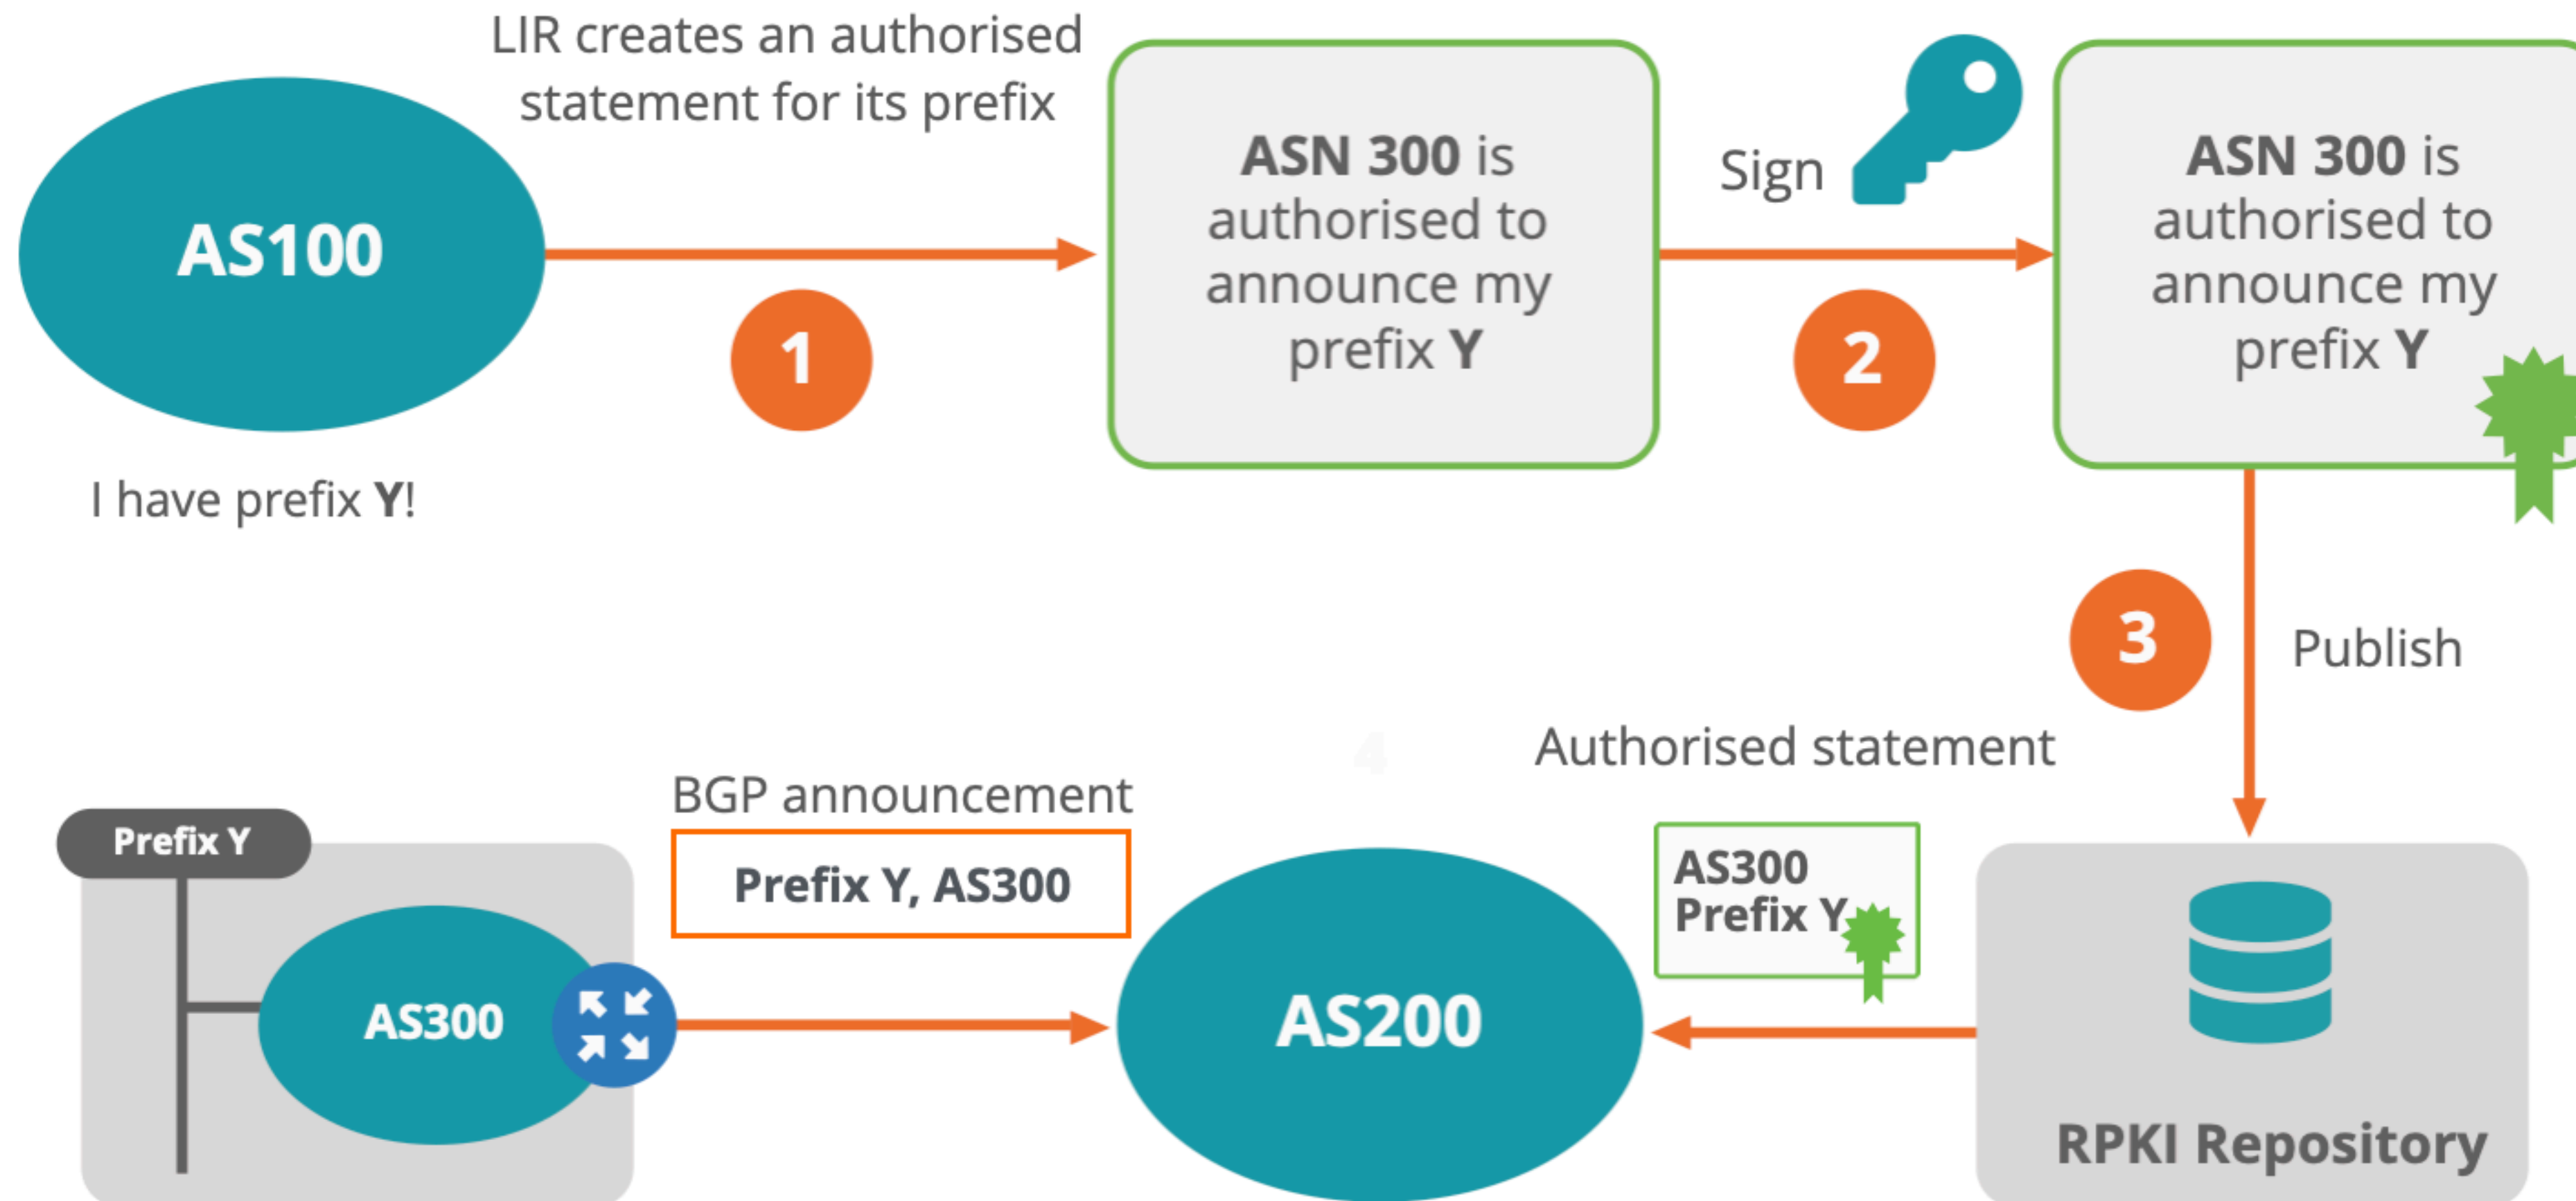 LIR creates an authorised
statement for its prefix
AS100
I have prefix Y!
1
ASN 300 is
authorised to
announce my
prefix Y
Sign
2
ASN 300 is
authorised to
announce my
prefix Y
3
Publish
4
Authorised statement
AS300
Prefix Y
BGP announcement
Prefix Y, AS300
Prefix Y
AS300
AS200
RPKI Repository